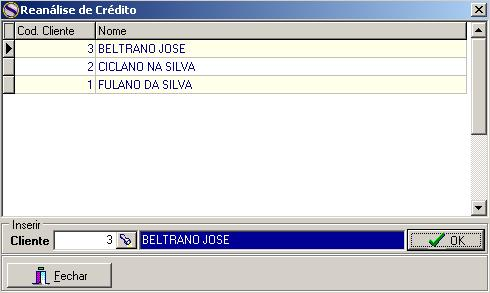 Reanálise de Crédito
Cod. Cliente Nome
3 BELTRANO JOSE
2 CICLANO NA SILVA
1 FULANO DA SILVA
Inserir
Cliente 3 BELTRANO JOSE OK
Fechar